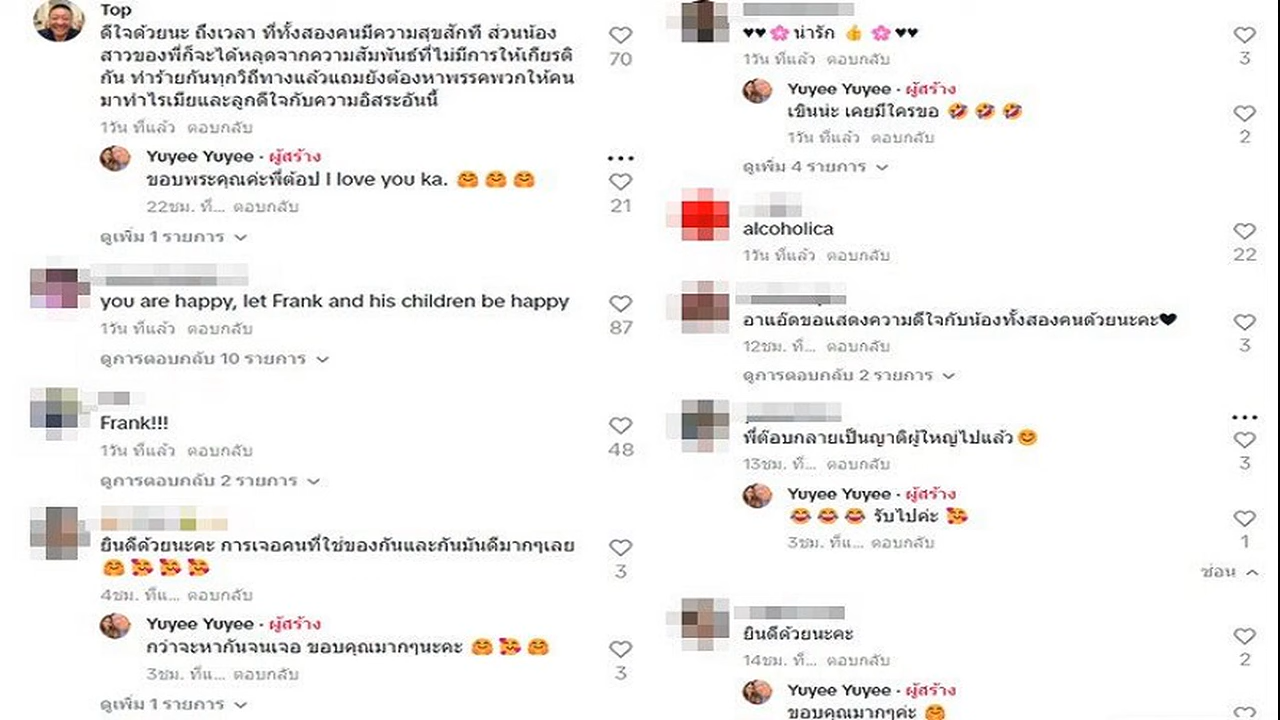 Top
ดีใจด้วยนะ ถึงเวลา ที่ทั้งสองคนมีความสุขสักที ส่วนน้อง
สาวของพี่ก็จะได้หลุดจากความสัมพันธ์ที่ไม่มีการให้เกียรติ
กัน ทำร้ายกันทุกวิถีทางแล้วแถมยังต้องหาพรรคพวกให้คน
มาทำไรเมียและลูกดีใจกับความอิสระอันนี้
70
1วัน ที่แล้ว ตอบกลับ
Yuyee Yuyee · ผู้สร้าง
ขอบพระคุณค่ะพี่ต้อป I love you ka. 🤗 🤗 🤗
22ชม. ที่... ตอบกลับ
21
ดูเพิ่ม 1 รายการ
you are happy, let Frank and his children be happy
1วัน ที่แล้ว ตอบกลับ
87
ดูการตอบกลับ 10 รายการ
Frank!!!
1วัน ที่แล้ว ตอบกลับ
48
ดูการตอบกลับ 2 รายการ
ยินดีด้วยนะคะ การเจอคนที่ใช่ของกันและกันมันดีมากๆเลย
🤗 🥰 🥰 🥰
3
4ชม. ที่แ... ตอบกลับ
Yuyee Yuyee · ผู้สร้าง
กว่าจะหากันจนเจอ ขอบคุณมากๆนะคะ 🤗 🥰 🤗
3ชม. ที่แ... ตอบกลับ
3
ดูเพิ่ม 1 รายการ
♥♥🌸น่ารัก 👍 🌸♥♥
1วัน ที่แล้ว ตอบกลับ
3
Yuyee Yuyee · ผู้สร้าง
เขินน่ะ เคยมีใครขอ 🤣 🤣 🤣
1วัน ที่แล้ว ตอบกลับ
2
ดูเพิ่ม 4 รายการ
alcoholica
1วัน ที่แล้ว ตอบกลับ
22
อาแอ๊ดขอแสดงความดีใจกับน้องทั้งสองคนด้วยนะคะ♥
12ชม. ที่... ตอบกลับ
3
ดูการตอบกลับ 2 รายการ
พี่ต๊อบกลายเป็นญาติผู้ใหญ่ไปแล้ว😊
13ชม. ที่... ตอบกลับ
3
Yuyee Yuyee · ผู้สร้าง
😂 😂 😂 รับไปค่ะ 🥰
3ชม. ที่แ... ตอบกลับ
1
ซ่อน
ยินดีด้วยนะคะ
14ชม. ที่... ตอบกลับ
2
Yuyee Yuyee · ผู้สร้าง
ขอบคุณมากๆค่ะ 🤗